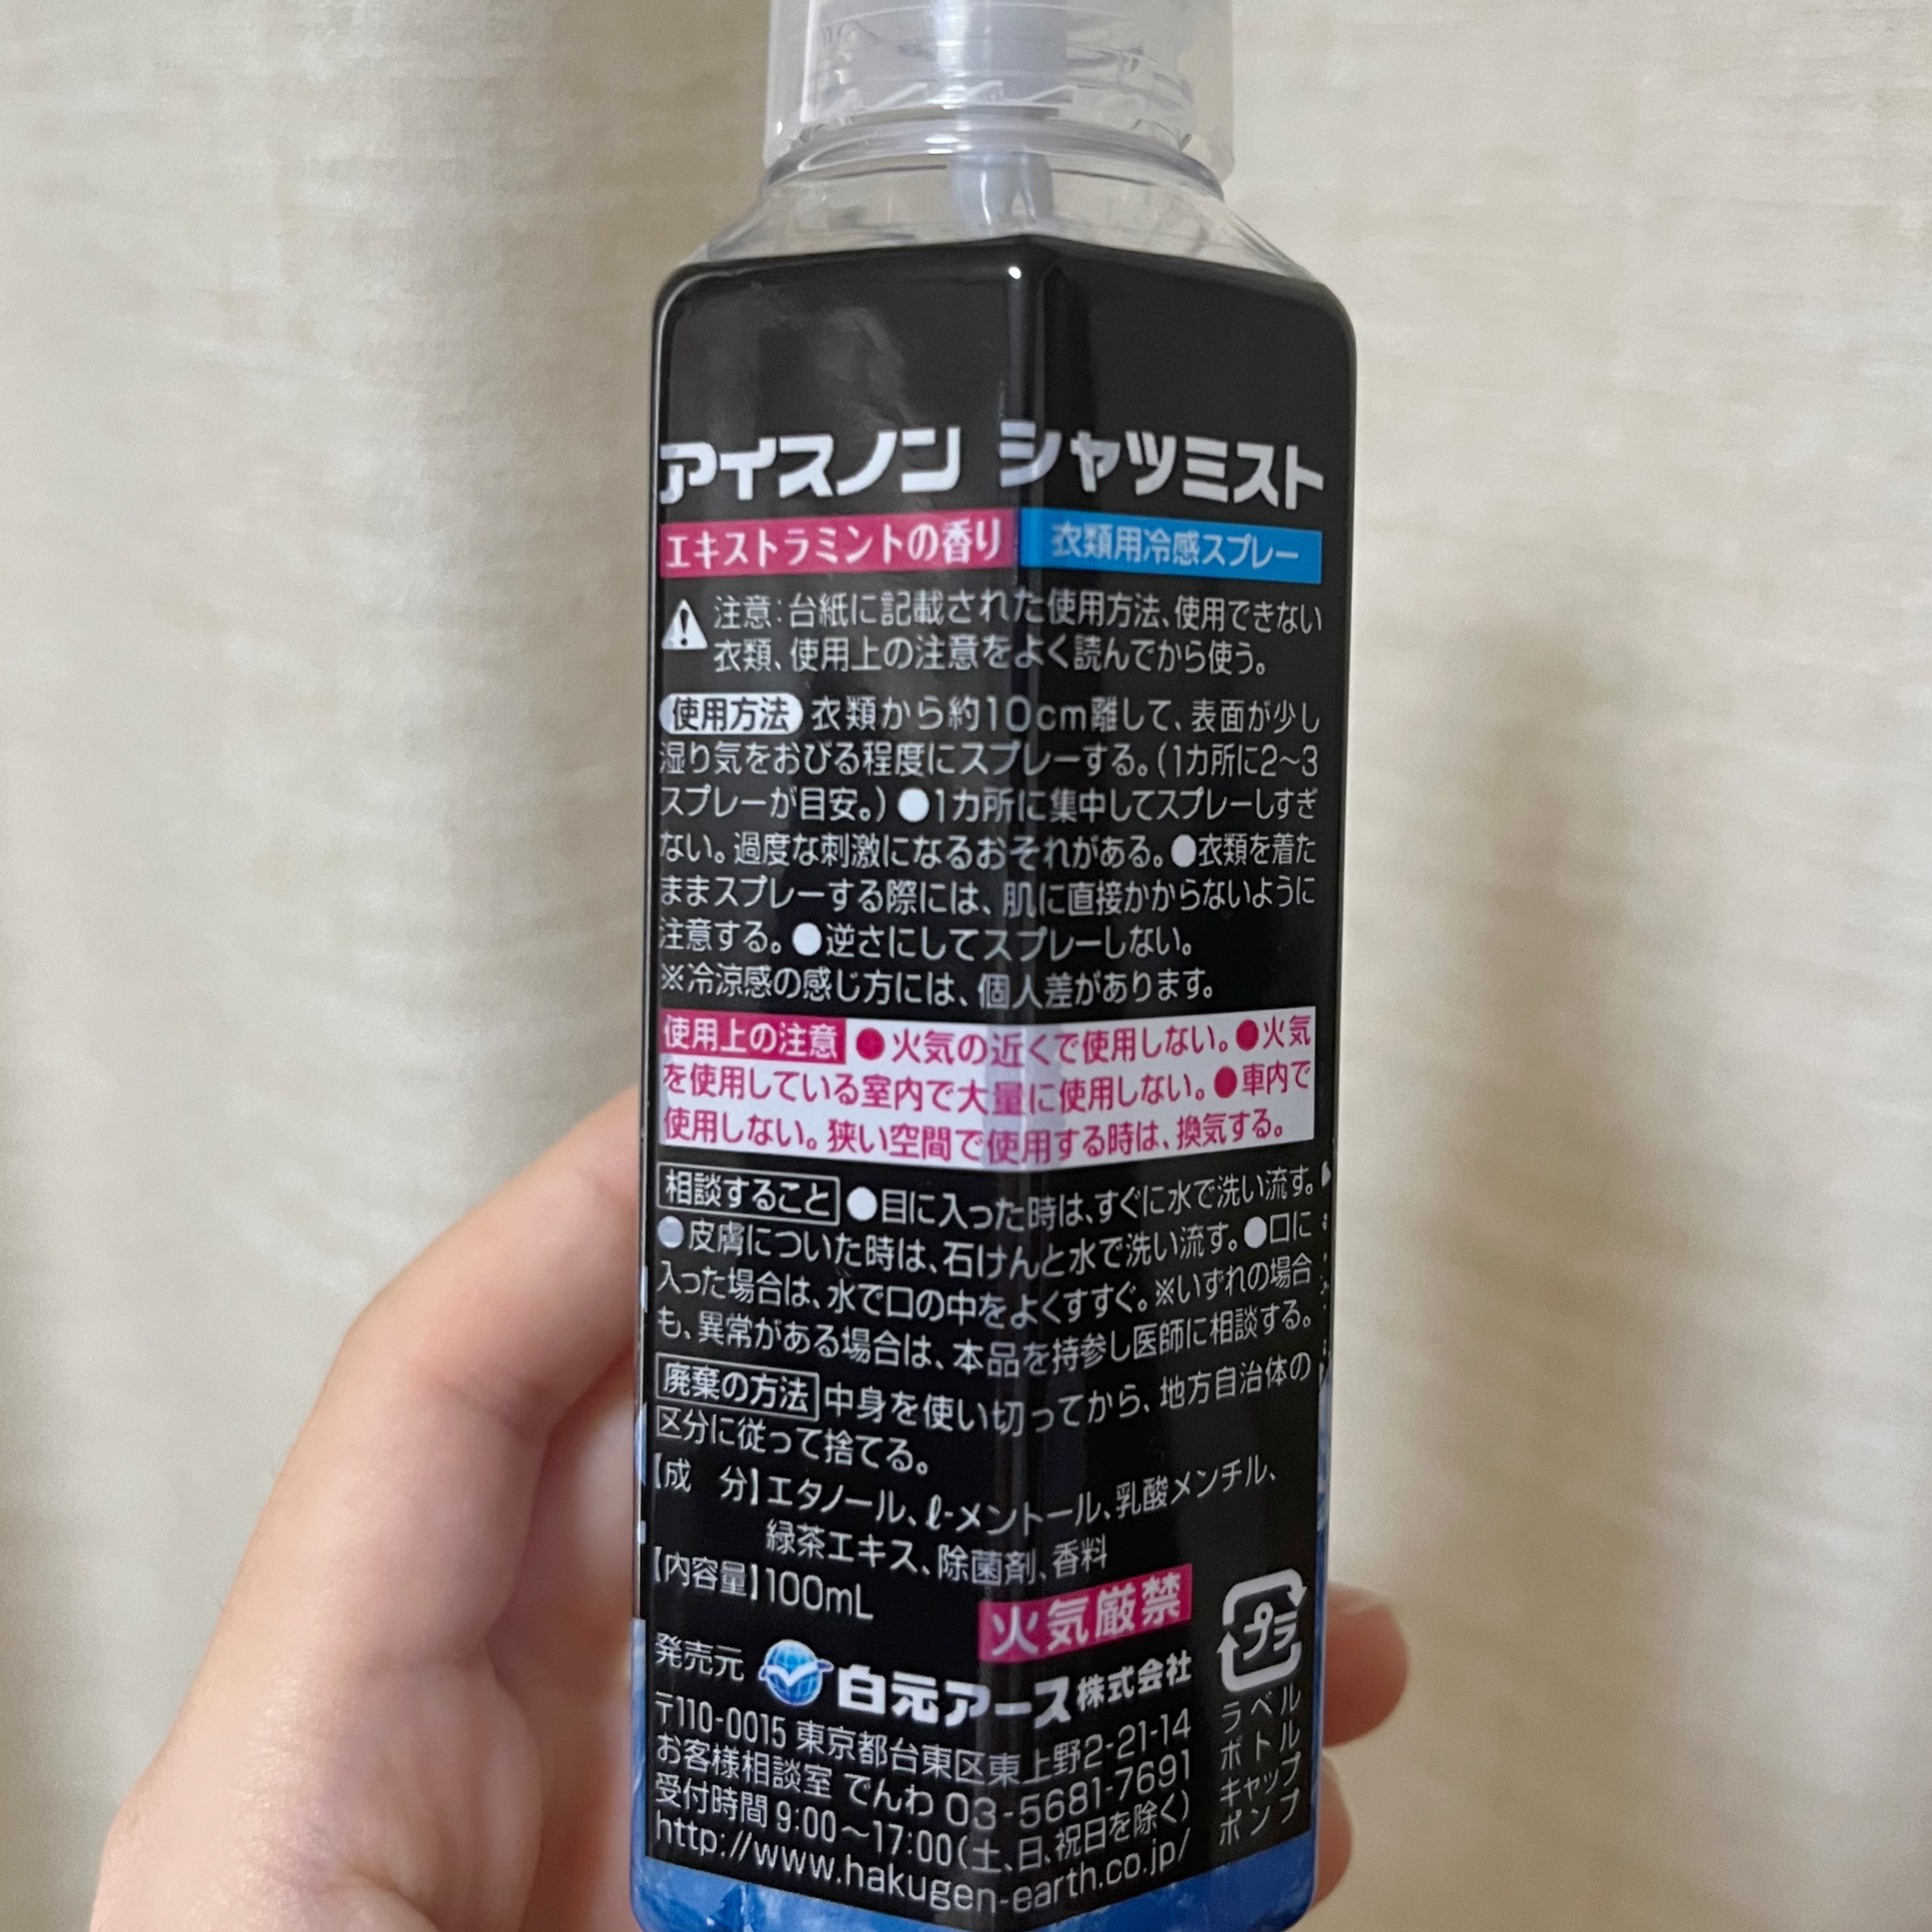 アイスノン シャツミスト
エキストラミントの香り 衣類用冷感スプレー
注意:台紙に記載された使用方法、使用できない
衣類、使用上の注意をよく読んでから使う。
使用方法 衣類から約10cm離して、表面が少し
湿り気をおびる程度にスプレーする。(1カ所に2〜3
スプレーが目安。)●1カ所に集中してスプレーしすぎ
ない。過度な刺激になるおそれがある。●衣類を着た
ままスプレーする際には、肌に直接かからないように
注意する。●逆さにしてスプレーしない。
※冷涼感の感じ方には、個人差があります。
使用上の注意 ●火気の近くで使用しない。●火気
を使用している室内で大量に使用しない。●車内で
使用しない。狭い空間で使用する時は、換気する。
相談すること ●目に入った時は、すぐに水で洗い流す。
●皮膚についた時は、石けんと水で洗い流す。●口に
入った場合は、水で口の中をよくすすぐ。※いずれの場合
も、異常がある場合は、本品を持参し医師に相談する。
廃棄の方法 中身を使い切ってから、地方自治体の
区分に従って捨てる。
【成 分】エタノール、ℓ-メントール、乳酸メンチル、
緑茶エキス、除菌剤、香料
【内容量】100mL
火気厳禁
プラ
発売元 白元アース株式会社
〒110-0015 東京都台東区東上野2-21-14
お客様相談室 でんわ 03-5681-7691
受付時間 9:00〜17:00(土、日、祝日を除く)
http://www.hakugen-earth.co.jp/
ラベル
ボトル
キャップ
ポンプ